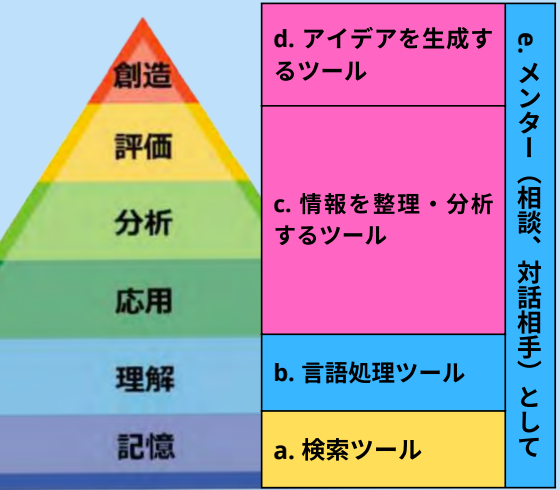 創造
評価
分析
応用
理解
記憶
d. アイデアを生成す
るツール
c. 情報を整理・分析
するツール
b. 言語処理ツール
a. 検索ツール
e. メンター（相談、対話相手）として